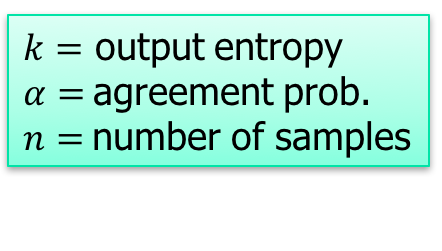 k = output entropy
α = agreement prob.
n = number of samples